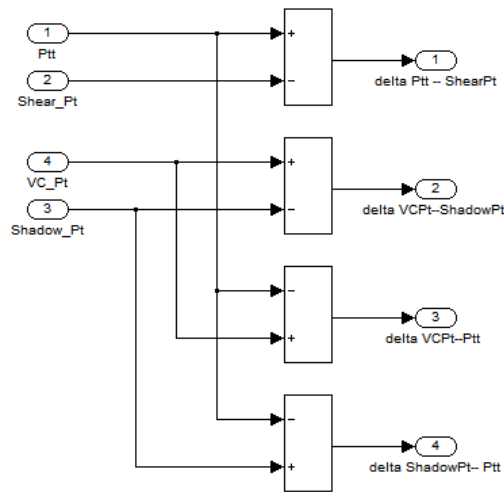 1
Ptt
2
Shear_Pt
+
−
1
delta Ptt -- ShearPt
4
VC_Pt
3
Shadow_Pt
+
−
2
delta VCPt--ShadowPt
−
+
3
delta VCPt--Ptt
−
+
4
delta ShadowPt-- Ptt